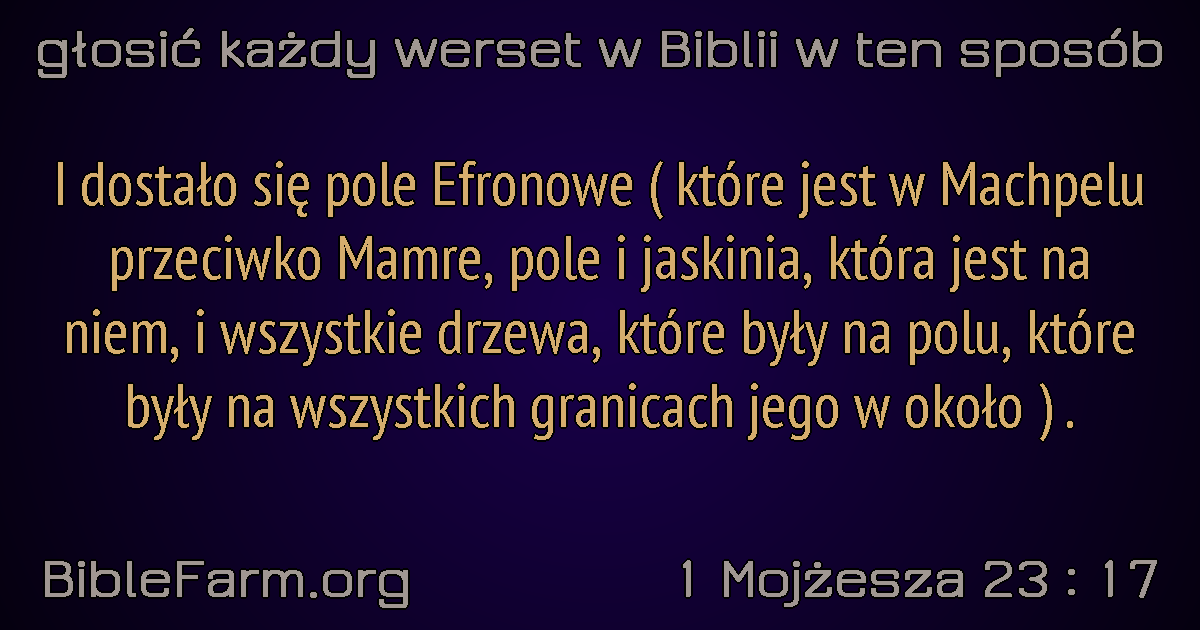 głosić każdy werset w Biblii w ten sposób
I dostało się pole Efronowe ( które jest w Machpelu
przeciwko Mamre, pole i jaskinia, która jest na
niem, i wszystkie drzewa, które były na polu, które
były na wszystkich granicach jego w około ) .
BibleFarm.org
1 Mojżesza 23 : 17